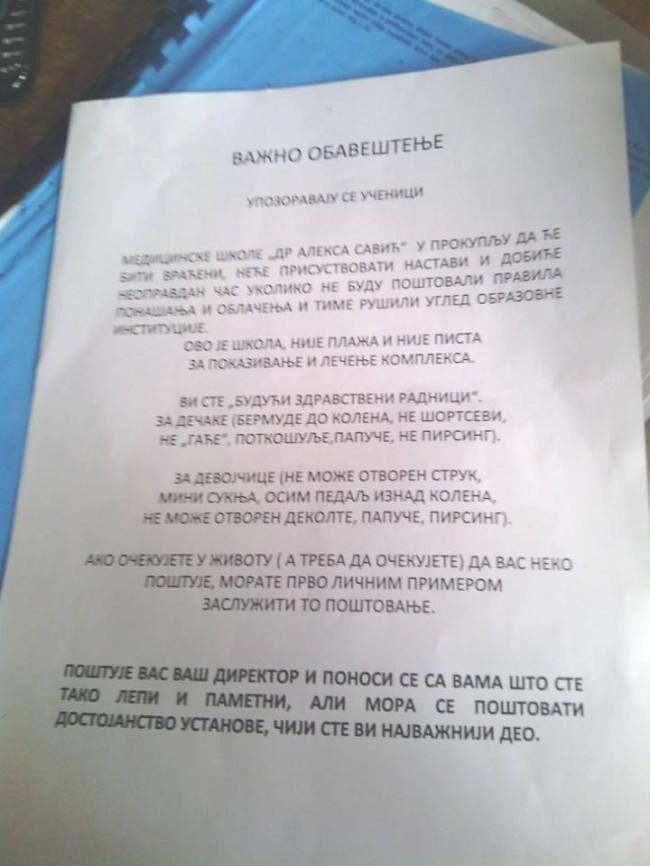 ВАЖНО ОБАВЕШТЕЊЕ
УПОЗОРАВАЈУ СЕ УЧЕНИЦИ
МЕДИЦИНСКЕ ШКОЛЕ „ДР АЛЕКСА САВИЋ“ У ПРОКУПЉУ ДА ЋЕ
БИТИ ВРАЋЕНИ, НЕЋЕ ПРИСУСТВОВАТИ НАСТАВИ И ДОБИЋЕ
НЕОПРАВДАН ЧАС УКОЛИКО НЕ БУДУ ПОШТОВАЛИ ПРАВИЛА
ПОНАШАЊА И ОБЛАЧЕЊА И ТИМЕ РУШИЛИ УГЛЕД ОБРАЗОВНЕ
ИНСТИТУЦИЈЕ.
ОВО ЈЕ ШКОЛА, НИЈЕ ПЛАЖА И НИЈЕ ПИСТА
ЗА ПОКАЗИВАЊЕ И ЛЕЧЕЊЕ КОМПЛЕКСА.
ВИ СТЕ „БУДУЋИ ЗДРАВСТВЕНИ РАДНИЦИ“.
ЗА ДЕЧАКЕ (БЕРМУДЕ ДО КОЛЕНА, НЕ ШОРТСЕВИ,
НЕ „ГАЋЕ“, ПОТКОШУЉЕ,ПАПУЧЕ, НЕ ПИРСИНГ).
ЗА ДЕВОЈЧИЦЕ (НЕ МОЖЕ ОТВОРЕН СТРУК,
МИНИ СУКЊА, ОСИМ ПЕДАЉ ИЗНАД КОЛЕНА,
НЕ МОЖЕ ОТВОРЕН ДЕКОЛТЕ, ПАПУЧЕ, ПИРСИНГ).
АКО ОЧЕКУЈЕТЕ У ЖИВОТУ ( А ТРЕБА ДА ОЧЕКУЈЕТЕ) ДА ВАС НЕКО
ПОШТУЈЕ, МОРАТЕ ПРВО ЛИЧНИМ ПРИМЕРОМ
ЗАСЛУЖИТИ ТО ПОШТОВАЊЕ.
ПОШТУЈЕ ВАС ВАШ ДИРЕКТОР И ПОНОСИ СЕ СА ВАМА ШТО СТЕ
ТАКО ЛЕПИ И ПАМЕТНИ, АЛИ МОРА СЕ ПОШТОВАТИ
ДОСТОЈАНСТВО УСТАНОВЕ, ЧИЈИ СТЕ ВИ НАЈВАЖНИЈИ ДЕО.